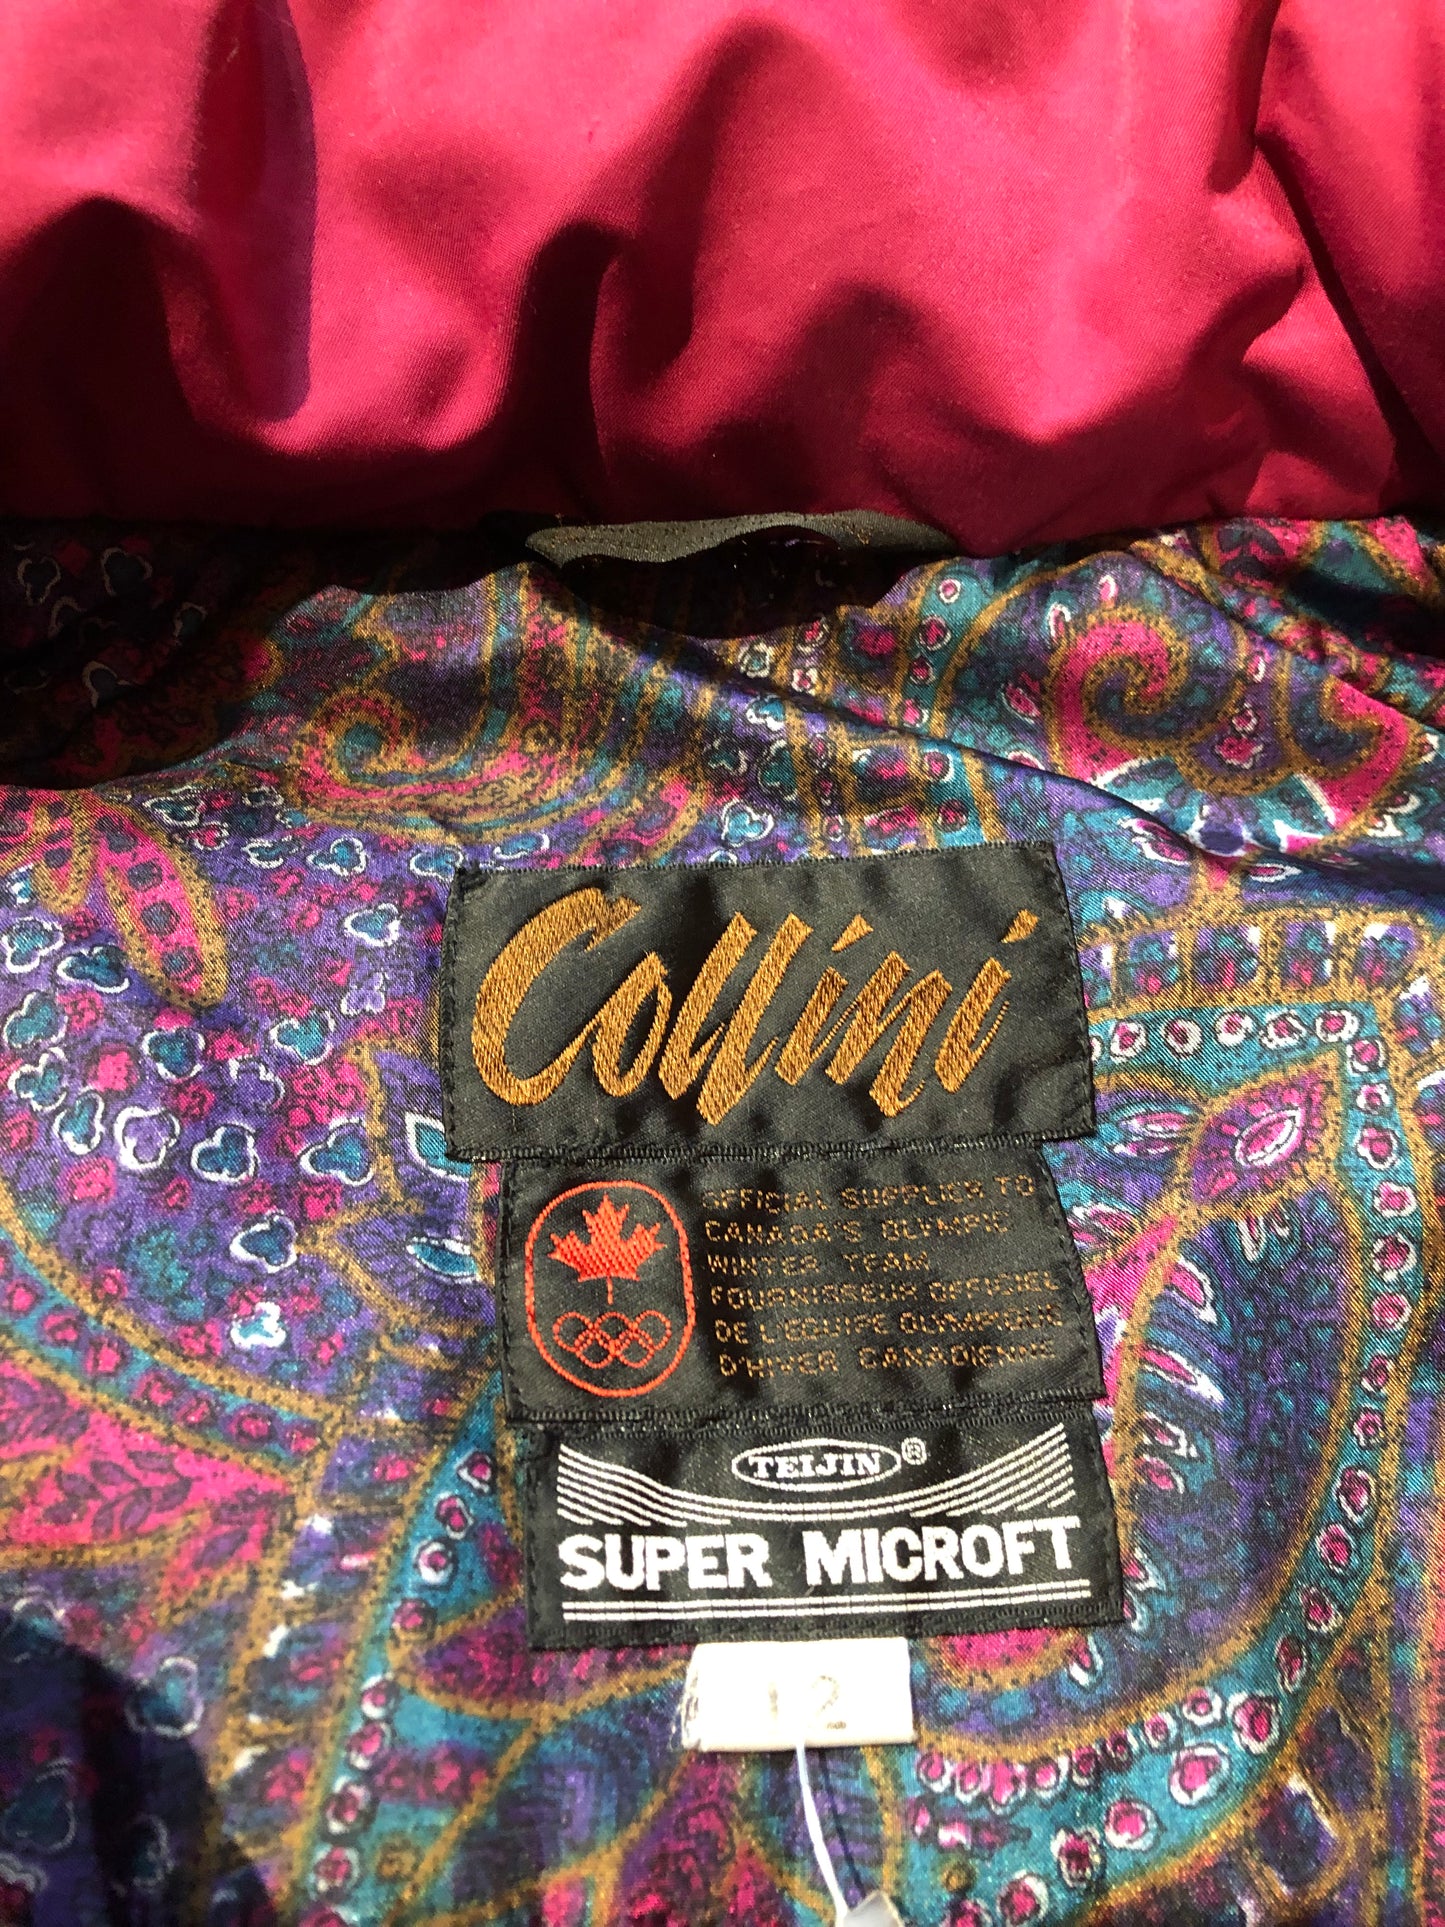 Collini
OFFICIAL SUPPLIER TO
CANADA'S OLYMPIC
WINTER TEAM
FOURNISSEUR OFFICIEL
DE L'EQUIPE OLYMPIQUE
D'HIVER CANADIENNE
TEIJIN®
SUPER MICROFT
12